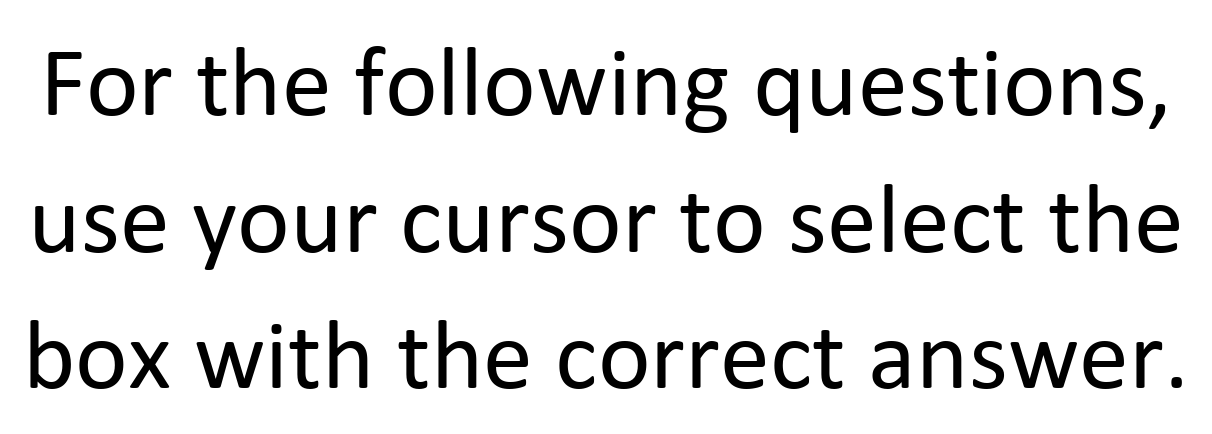 For the following questions,
use your cursor to select the
box with the correct answer.